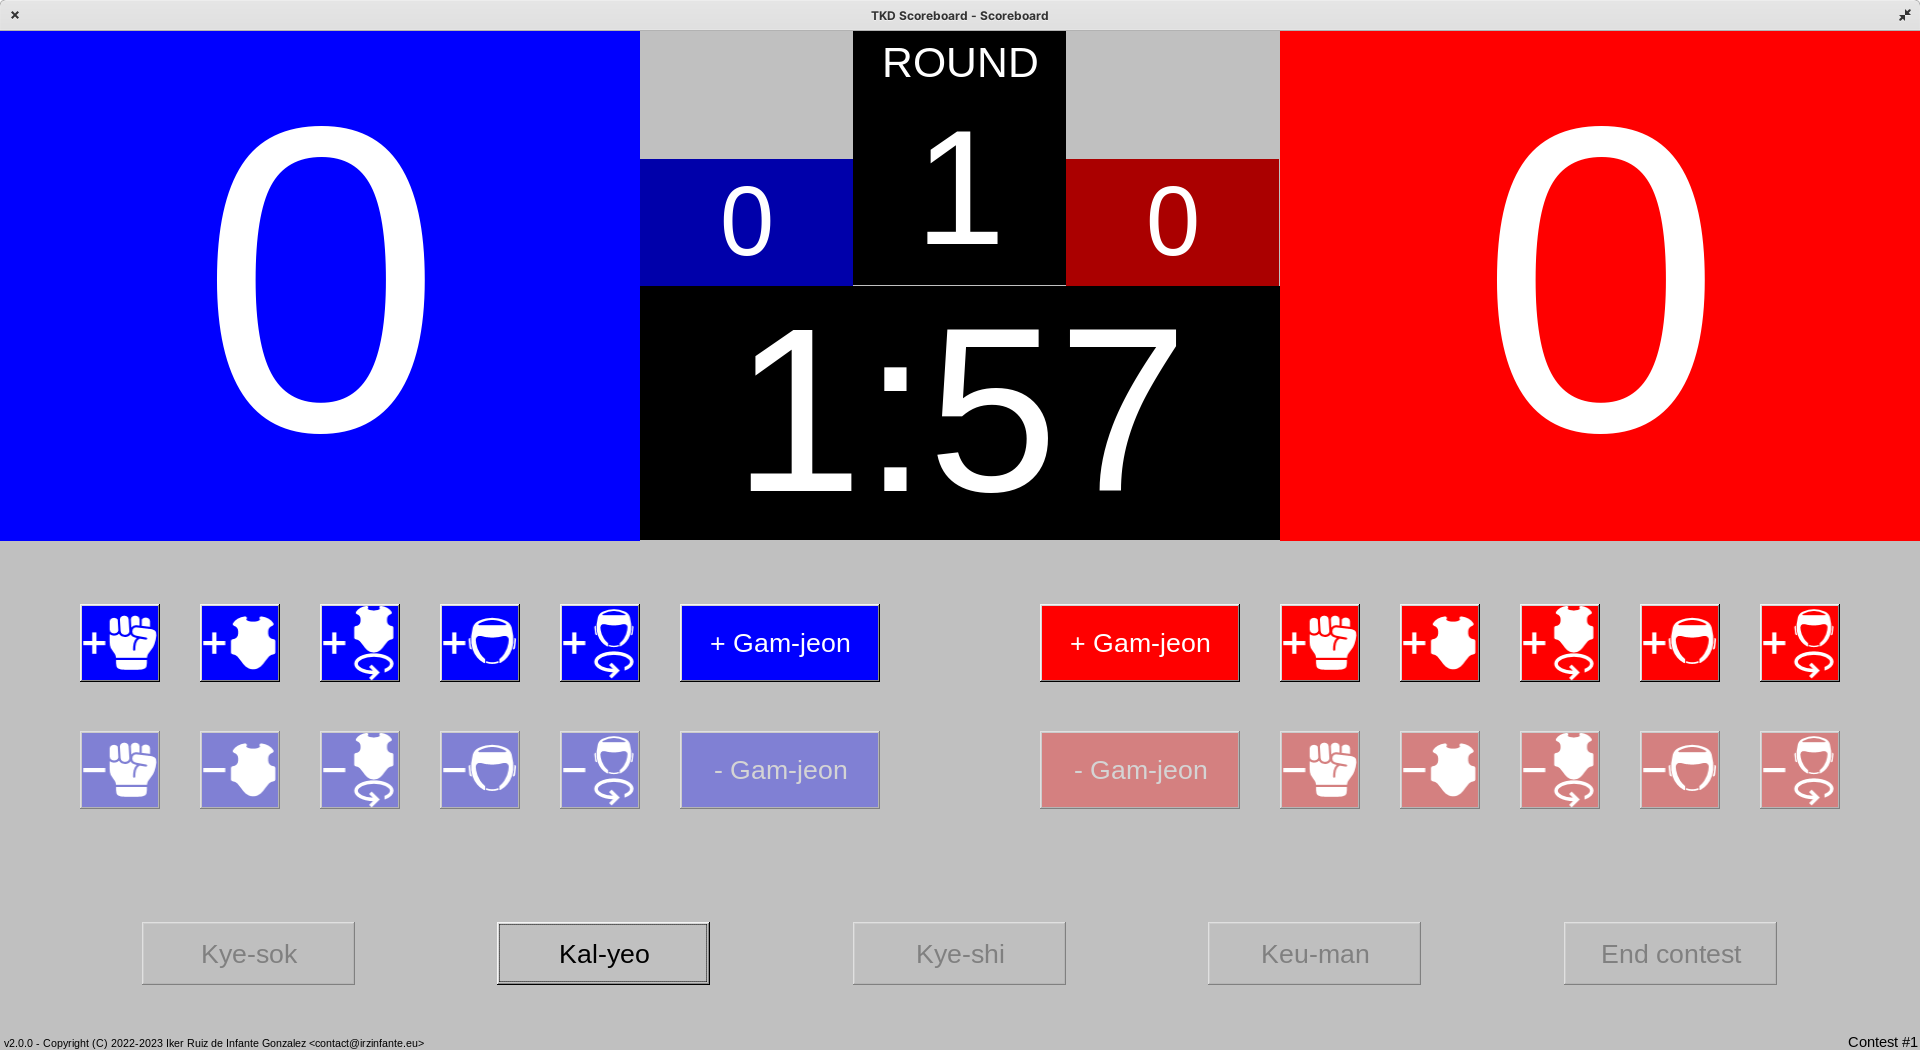 TKD Scoreboard - Scoreboard
0
ROUND
1
0
0
1:57
0
+ Gam-jeon
+ Gam-jeon
- Gam-jeon
- Gam-jeon
Kye-sok
Kal-yeo
Kye-shi
Keu-man
End contest
v2.0.0 - Copyright (C) 2022-2023 Iker Ruiz de Infante Gonzalez <contact@irzinfante.eu>
Contest #1